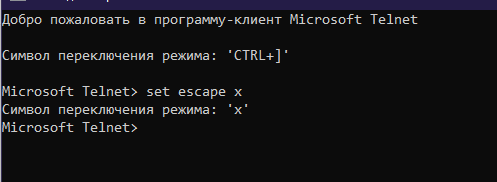 Добро пожаловать в программу-клиент Microsoft Telnet
Символ переключения режима: 'CTRL+]'
Microsoft Telnet> set escape x
Символ переключения режима: 'x'
Microsoft Telnet>